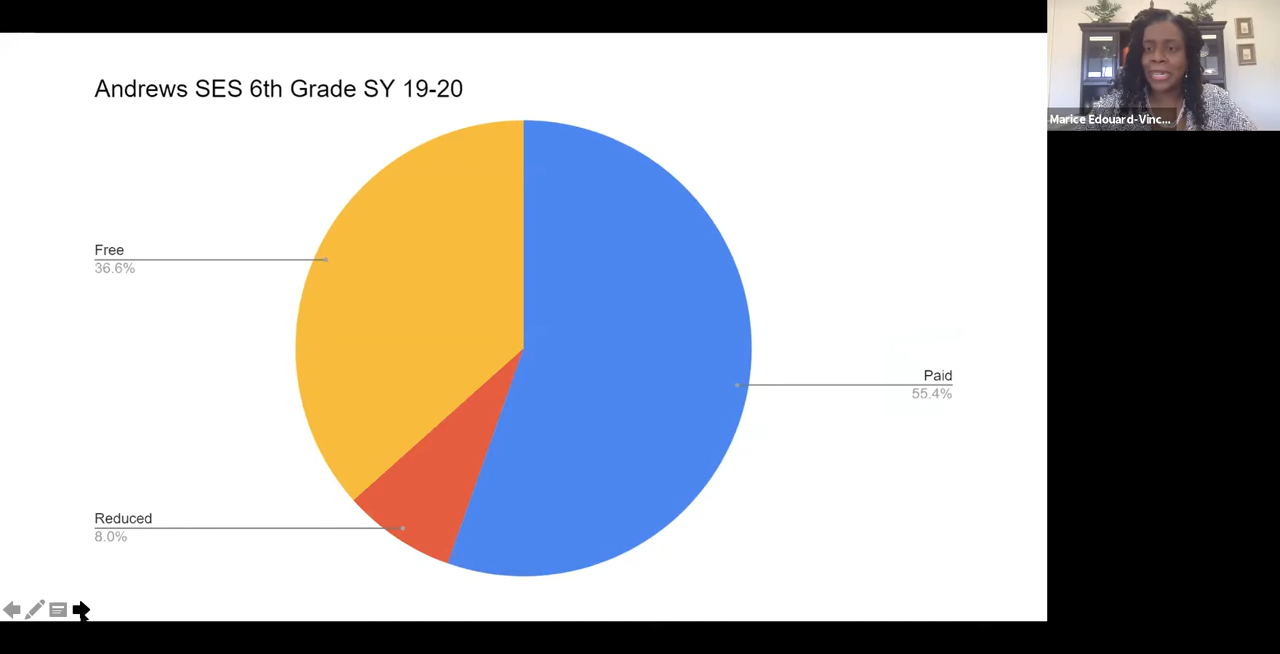 Andrews SES 6th Grade SY 19-20
Marice Edouard-Vinc...
Free
36.6%
Paid
55.4%
Reduced
8.0%